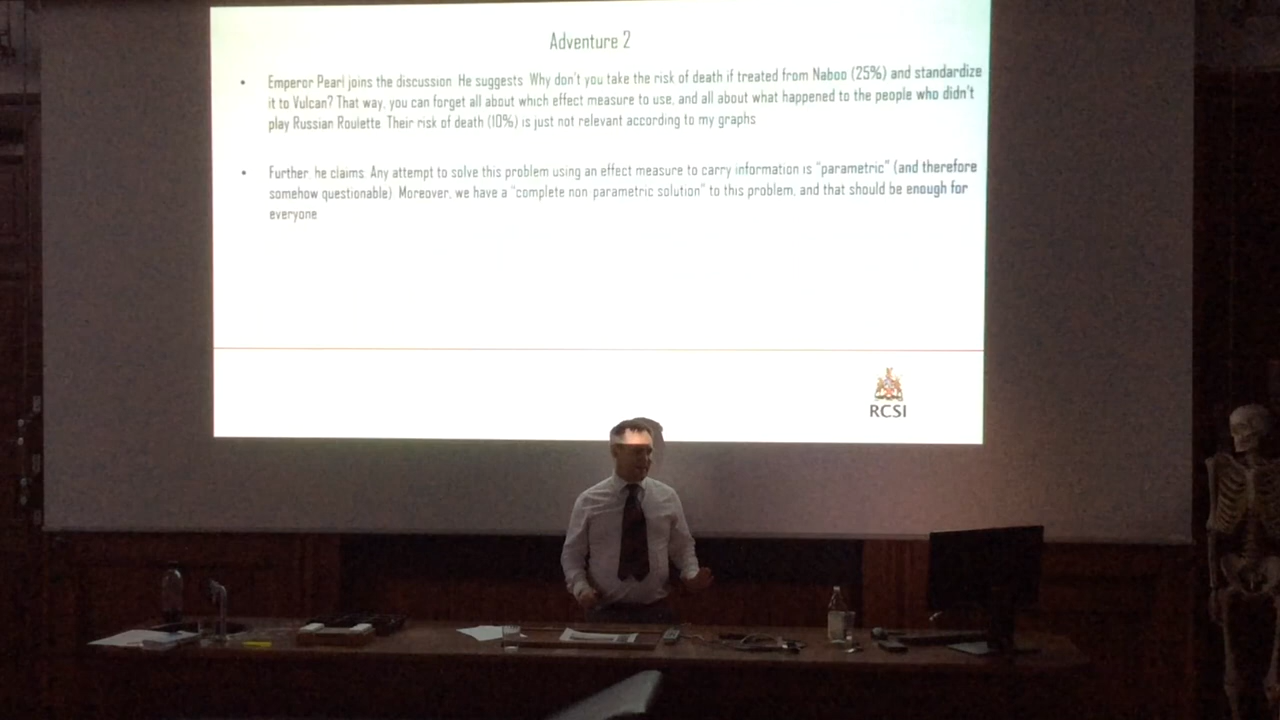 Adventure 2
• Emperor Pearl joins the discussion. He suggests: Why don't you take the risk of death if treated from Naboo (25%) and standardize
it to Vulcan? That way, you can forget all about which effect measure to use, and all about what happened to the people who didn't
play Russian Roulette. Their risk of death (10%) is just not relevant according to my graphs
• Further, he claims: Any attempt to solve this problem using an effect measure to carry information is "parametric" (and therefore
somehow questionable). Moreover, we have a "complete non parametric solution" to this problem, and that should be enough for
everyone
RCSI